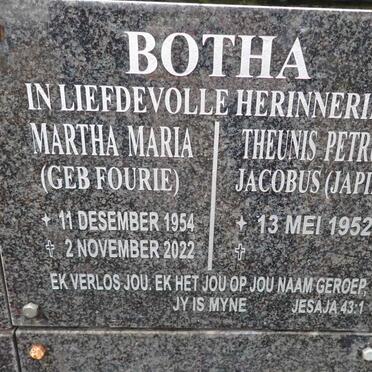 BOTHA
IN LIEFDEVOLLE HERINNERI
MARTHA MARIA
(GEB FOURIE)
11 DESEMBER 1954
2 NOVEMBER 2022
THEUNIS PETR
JACOBUS (JAPI
13 MEI 1952
EK VERLOS JOU. EK HET JOU OP JOU NAAM GEROEP.
JY IS MYNE JESAJA 43:1